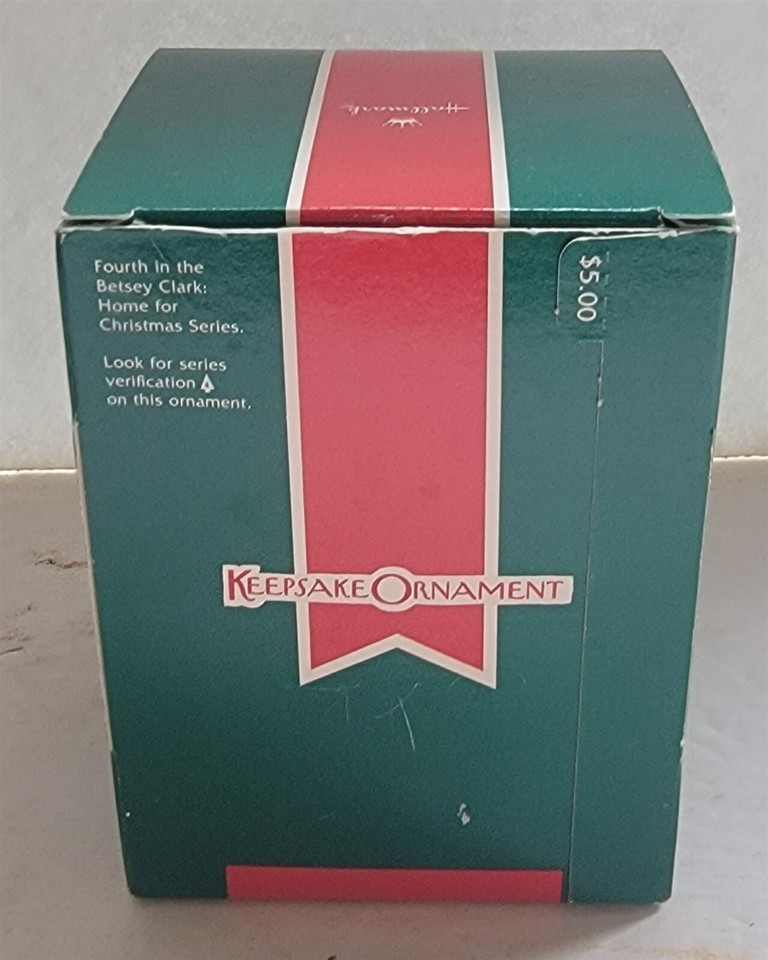 Hallmark
Fourth in the
Betsey Clark:
Home for
Christmas Series.
Look for series
verification
on this ornament.
$5.00
KEEPSAKE ORNAMENT